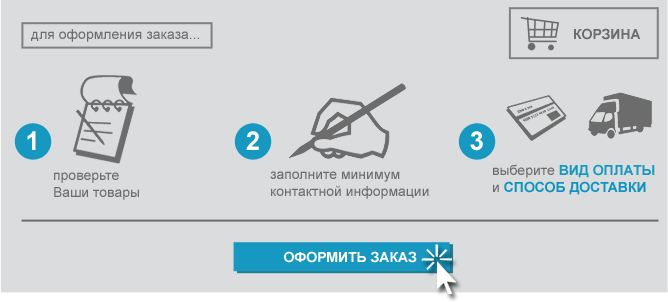 для оформления заказа...
КОРЗИНА
1
проверьте
Ваши товары
2
заполните минимум
контактной информации
3
выберите ВИД ОПЛАТЫ
и СПОСОБ ДОСТАВКИ
ОФОРМИТЬ ЗАКАЗ